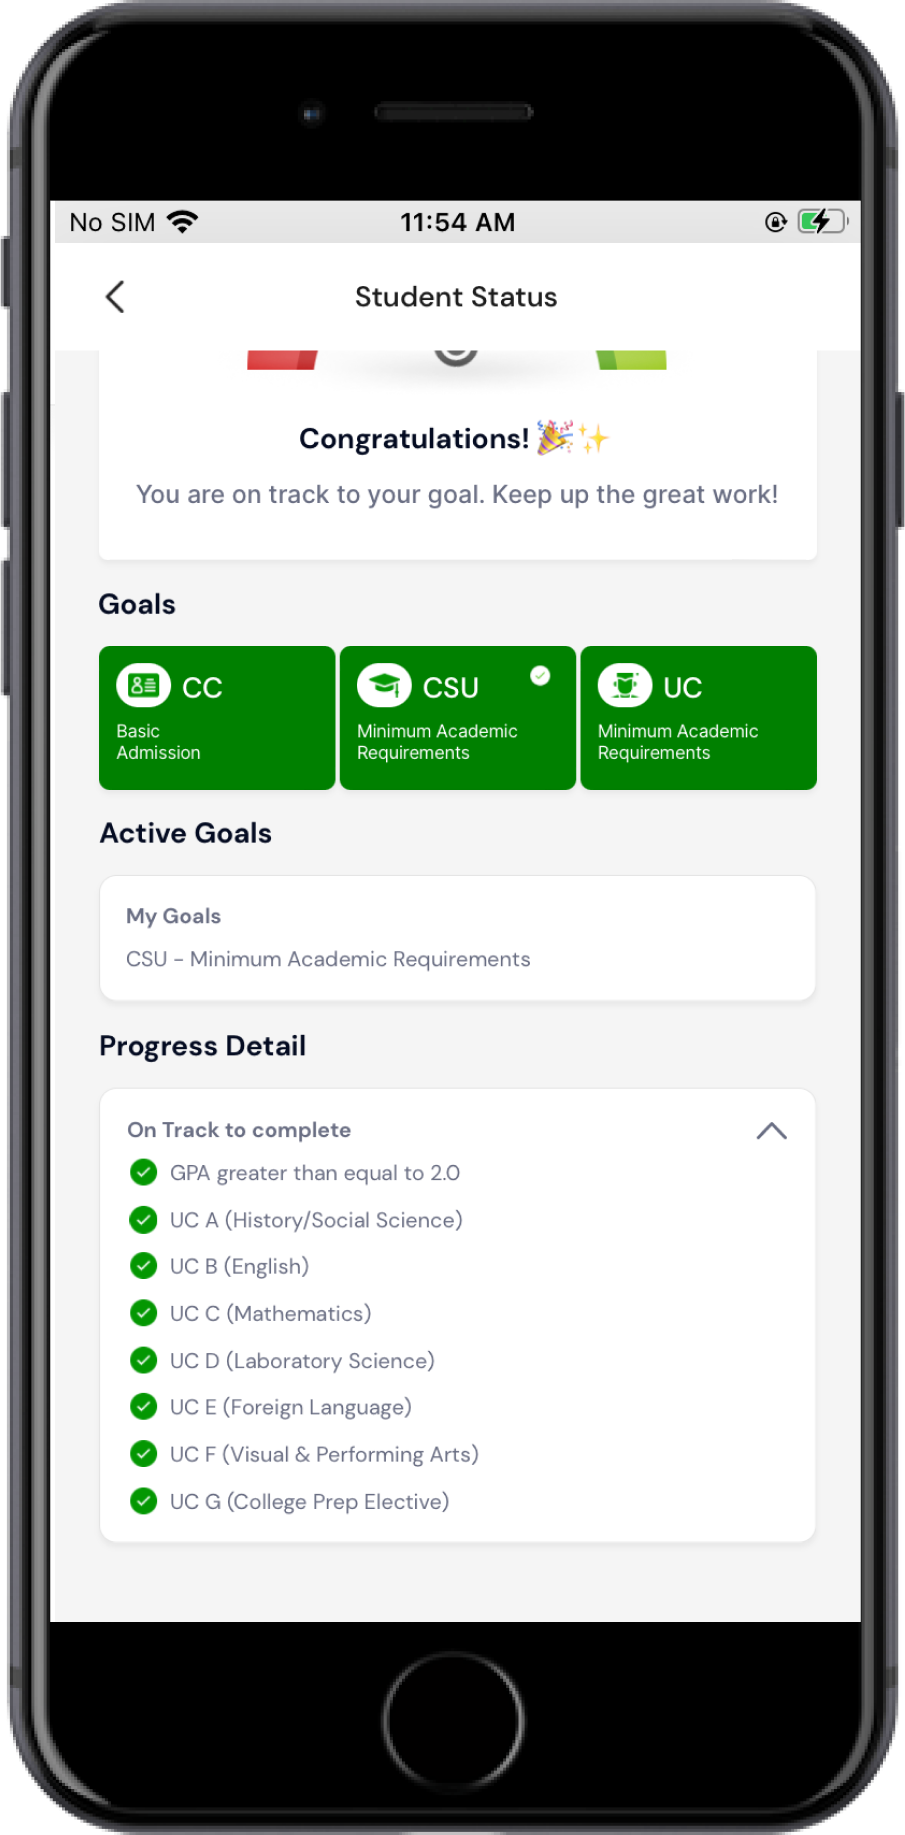 No SIM 11:54 AM
Student Status
Congratulations! 🎉✨
You are on track to your goal. Keep up the great work!
Goals
CC
Basic
Admission
CSU
Minimum Academic
Requirements
UC
Minimum Academic
Requirements
Active Goals
My Goals
CSU - Minimum Academic Requirements
Progress Detail
On Track to complete
GPA greater than equal to 2.0
UC A (History/Social Science)
UC B (English)
UC C (Mathematics)
UC D (Laboratory Science)
UC E (Foreign Language)
UC F (Visual & Performing Arts)
UC G (College Prep Elective)